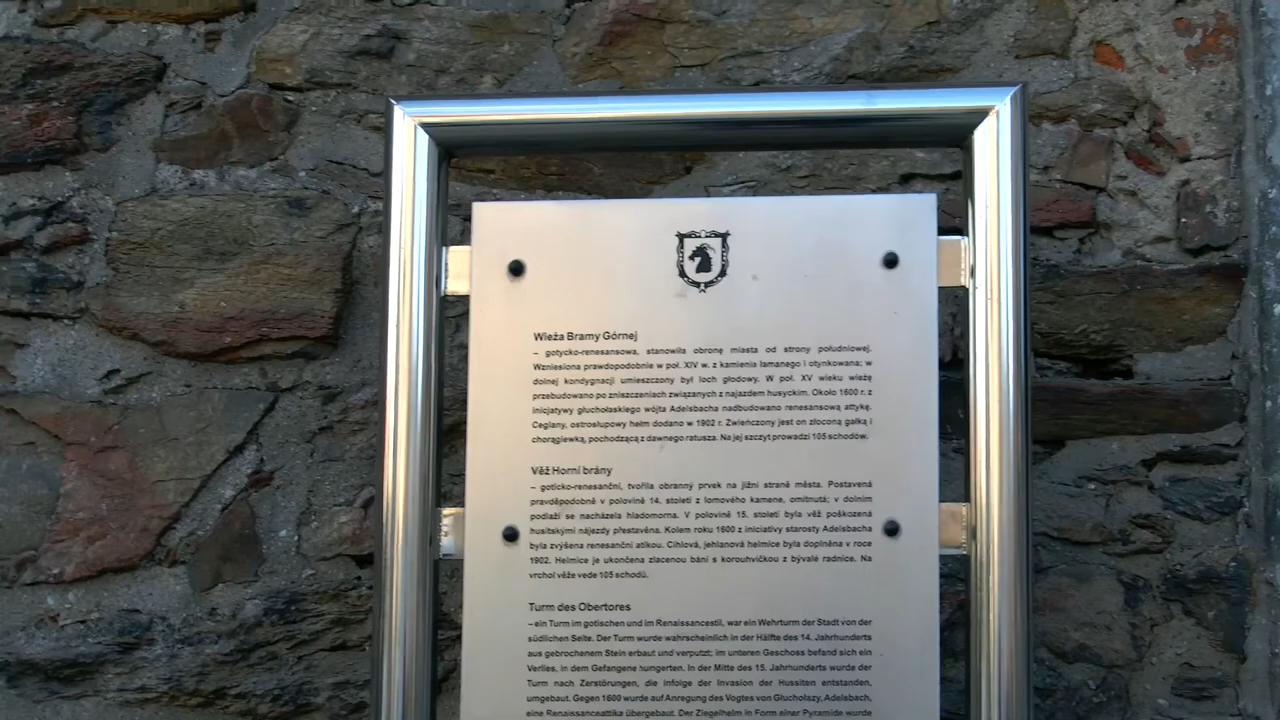 Wieża Bramy Górnej
– gotycko-renesansowa, stanowiła obronę miasta od strony południowej.
Wzniesiona prawdopodobnie w poł. XIV w. z kamienia łamanego i otynkowana; w
dolnej kondygnacji umieszczony był loch głodowy. W poł. XV wieku wieżę
przebudowano po zniszczeniach związanych z najazdem husyckim. Około 1600 r. z
inicjatywy głuchołaskiego wójta Adelsbacha nadbudowano renesansową attykę.
Ceglany, ostrosłupowy hełm dodano w 1902 r. Zwieńczony jest on złoconą gałką i
chorągiewką, pochodzącą z dawnego ratusza. Na jej szczyt prowadzi 105 schodów.
Věž Horní brány
– goticko-renesanční, tvořila obranný prvek na jižní straně města. Postavená
pravděpodobně v polovině 14. století z lomového kamene, omítnutá; v dolním
podlaží se nacházela hladomorna. V polovině 15. století byla věž poškozená
husitskými nájezdy přestavěna. Kolem roku 1600 z iniciativy starosty Adelsbacha
byla zvýšena renesanční atikou. Cihlová, jehlanová helmice byla doplněna v roce
1902. Helmice je ukončena zlacenou bání s korouhvičkou z bývalé radnice. Na
vrchol věže vede 105 schodů.
Turm des Obertores
– ein Turm im gotischen und im Renaissancestil, war ein Wehrturm der Stadt von der
südlichen Seite. Der Turm wurde wahrscheinlich in der Hälfte des 14. Jahrhunderts
aus gebrochenem Stein erbaut und verputzt; im unteren Geschoss befand sich ein
Verlies, in dem Gefangene hungerten. In der Mitte des 15. Jahrhunderts wurde der
Turm nach Zerstörungen, die infolge der Invasion der Hussiten entstanden,
umgebaut. Gegen 1600 wurde auf Anregung des Vogtes von Głuchołazy, Adelsbach,
eine Renaissanceattika übergebaut. Der Ziegelhelm in Form einer Pyramide wurde